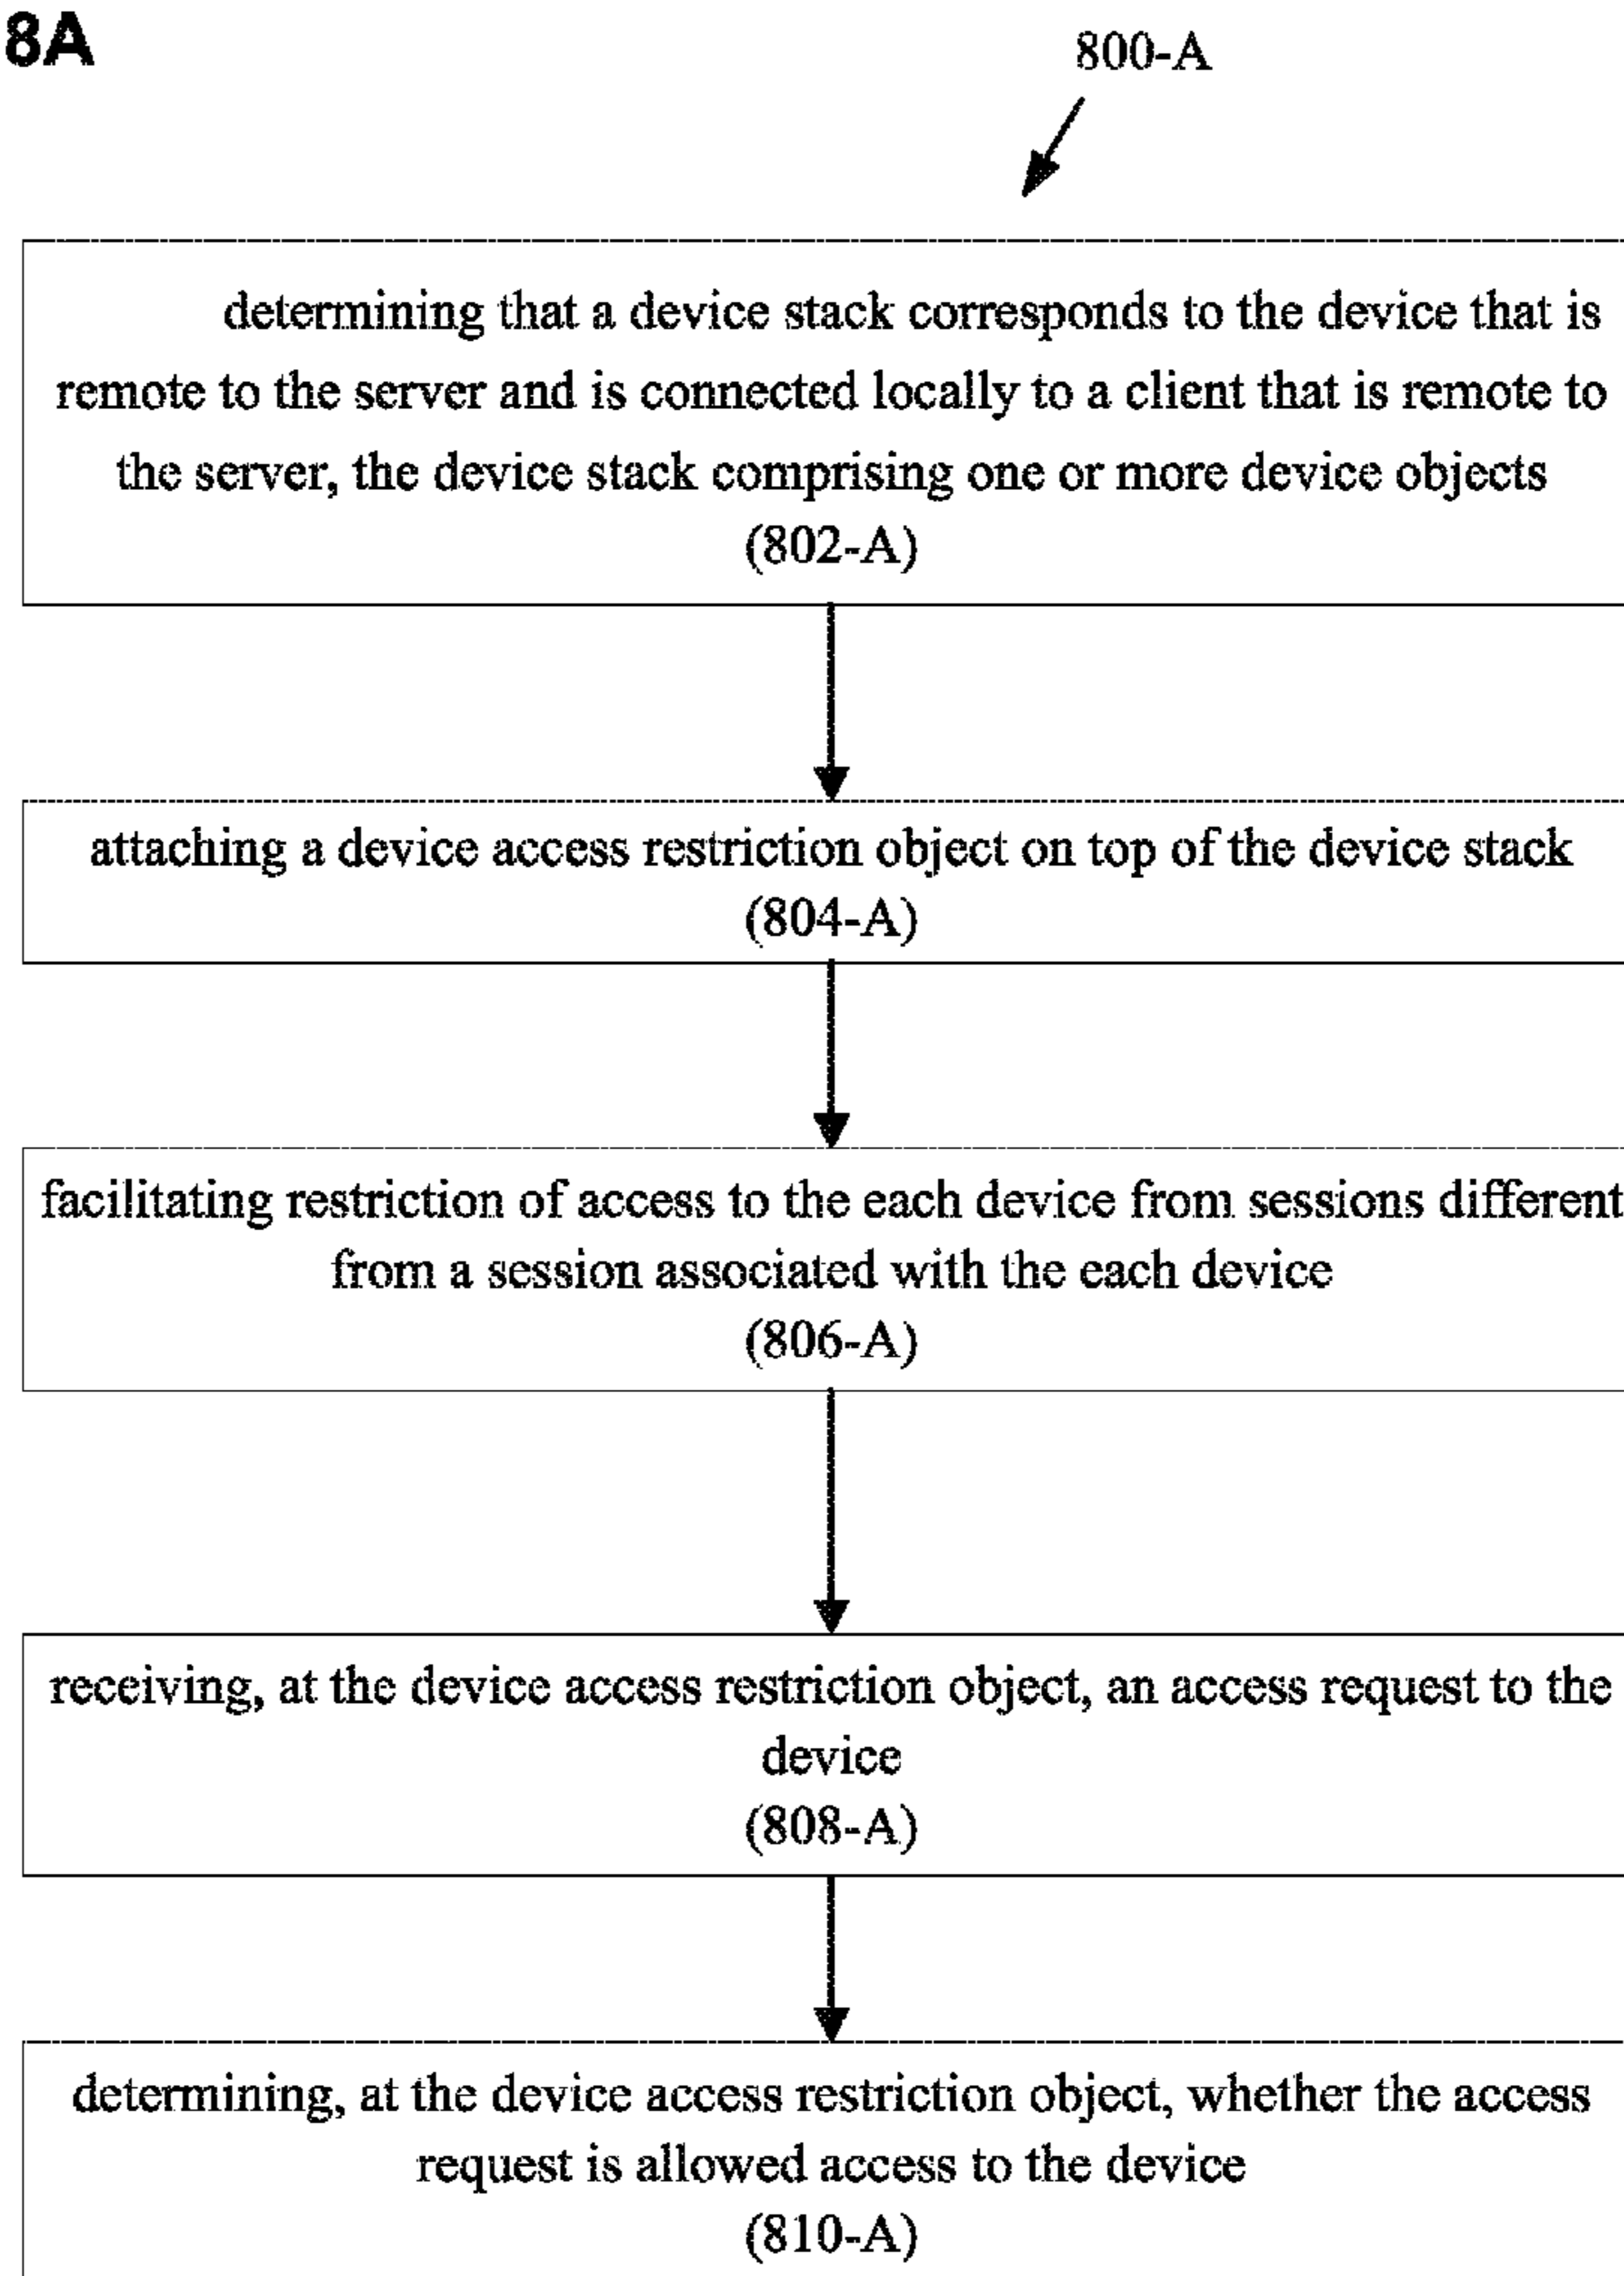 8A
800-A
determining that a device stack corresponds to the device that is
remote to the server and is connected locally to a client that is remote to
the server, the device stack comprising one or more device objects
(802-A)
attaching a device access restriction object on top of the device stack
(804-A)
facilitating restriction of access to the each device from sessions different
from a session associated with the each device
(806-A)
receiving, at the device access restriction object, an access request to the
device
(808-A)
determining, at the device access restriction object, whether the access
request is allowed access to the device
(810-A)